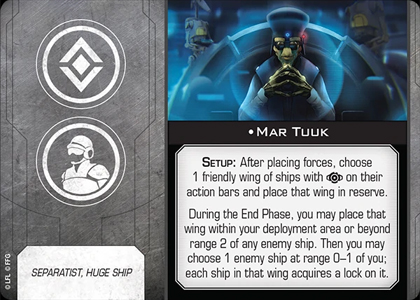 •Mar Tuuk
Setup: After placing forces, choose
1 friendly wing of ships with on their
action bars and place that wing in reserve.
During the End Phase, you may place that
wing within your deployment area or beyond
range 2 of any enemy ship. Then you may
choose 1 enemy ship at range 0–1 of you;
each ship in that wing acquires a lock on it.
SEPARATIST, HUGE SHIP
©LFL ©FFG